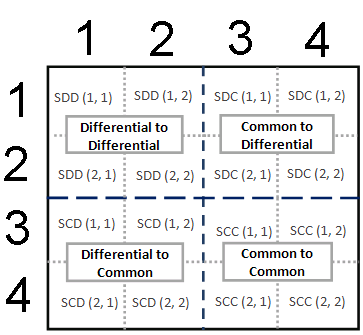 1 2 3 4
1 SDD (1, 1) SDD (1, 2) SDC (1, 1) SDC (1, 2)
Differential to Common to
Differential Differential
2 SDD (2, 1) SDD (2, 2) SDC (2, 1) SDC (2, 2)
3 SCD (1, 1) SCD (1, 2) SCC (1, 1) SCC (1, 2)
Differential to Common to
Common Common
4 SCD (2, 1) SCD (2, 2) SCC (2, 1) SCC (2, 2)